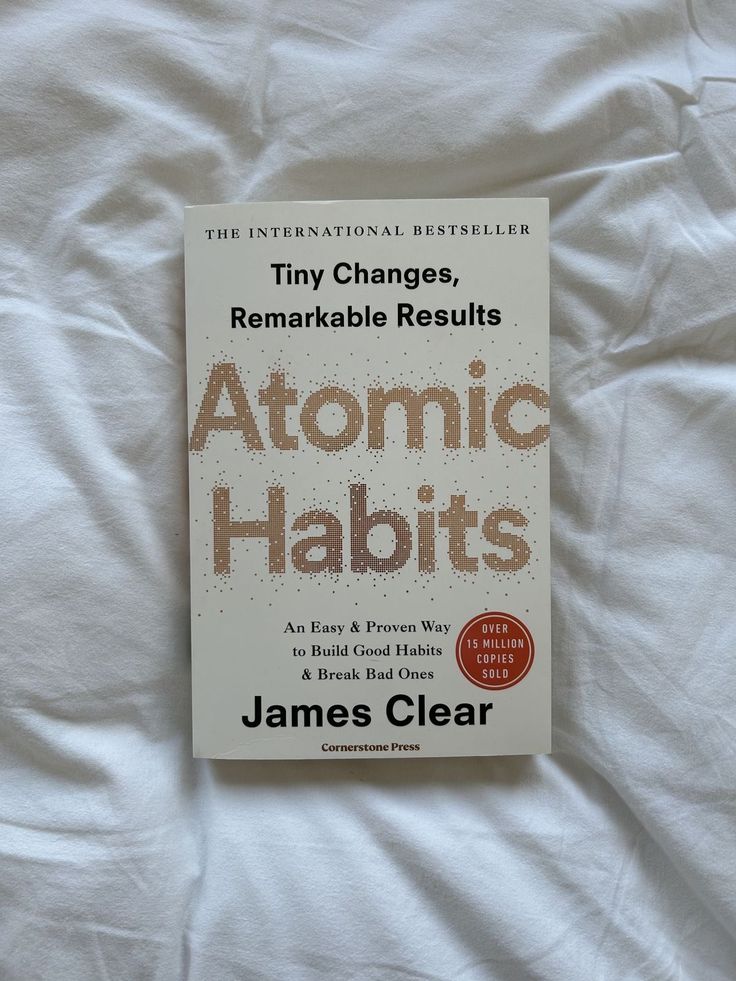 THE INTERNATIONAL BESTSELLER
Tiny Changes,
Remarkable Results
Atomic
Habits
An Easy & Proven Way
to Build Good Habits
& Break Bad Ones
OVER
15 MILLION
COPIES
SOLD
James Clear
Cornerstone Press